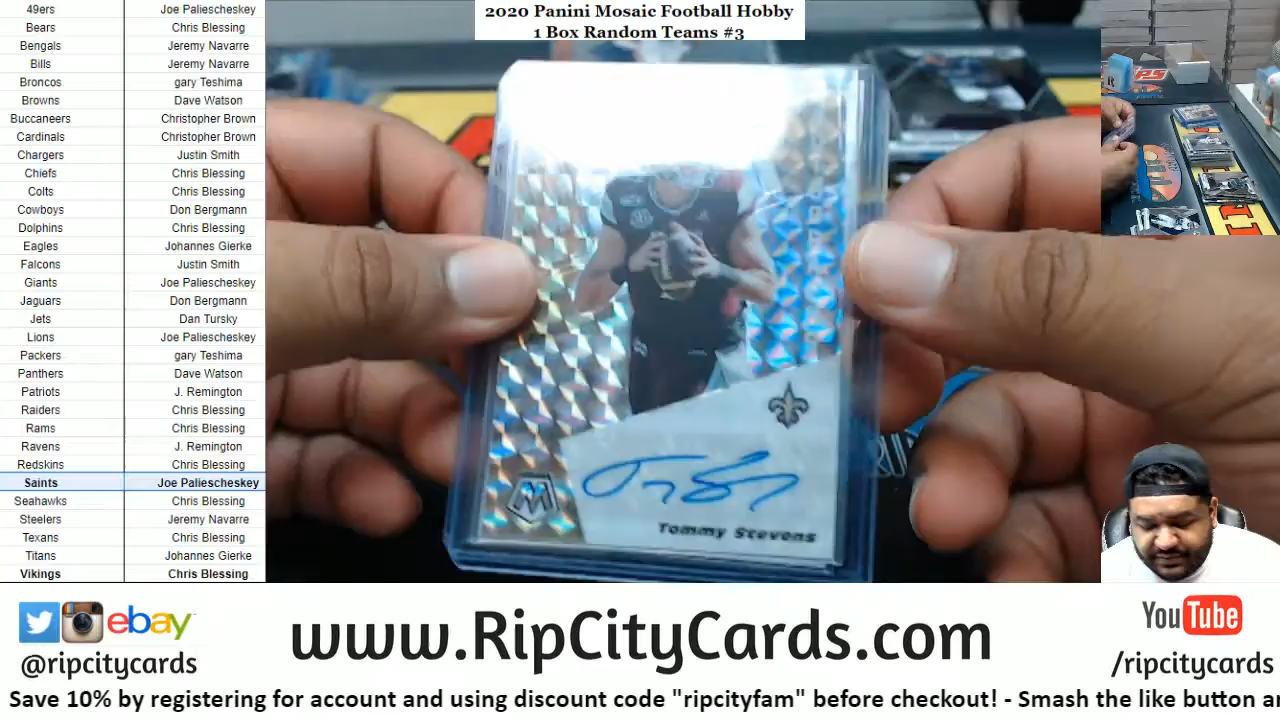 2020 Panini Mosaic Football Hobby
1 Box Random Teams #3
49ers Joe Paliescheskey
Bears Chris Blessing
Bengals Jeremy Navarre
Bills Jeremy Navarre
Broncos gary Teshima
Browns Dave Watson
Buccaneers Christopher Brown
Cardinals Christopher Brown
Chargers Justin Smith
Chiefs Chris Blessing
Colts Chris Blessing
Cowboys Don Bergmann
Dolphins Chris Blessing
Eagles Johannes Gierke
Falcons Justin Smith
Giants Joe Paliescheskey
Jaguars Don Bergmann
Jets Dan Tursky
Lions Joe Paliescheskey
Packers gary Teshima
Panthers Dave Watson
Patriots J. Remington
Raiders Chris Blessing
Rams Chris Blessing
Ravens J. Remington
Redskins Chris Blessing
Saints Joe Paliescheskey
Seahawks Chris Blessing
Steelers Jeremy Navarre
Texans Chris Blessing
Titans Johannes Gierke
Vikings Chris Blessing
M
Tommy Stevens
ebay
@ripcitycards
www.RipCityCards.com
YouTube
/ripcitycards
Save 10% by registering for account and using discount code "ripcityfam" before checkout! - Smash the like button